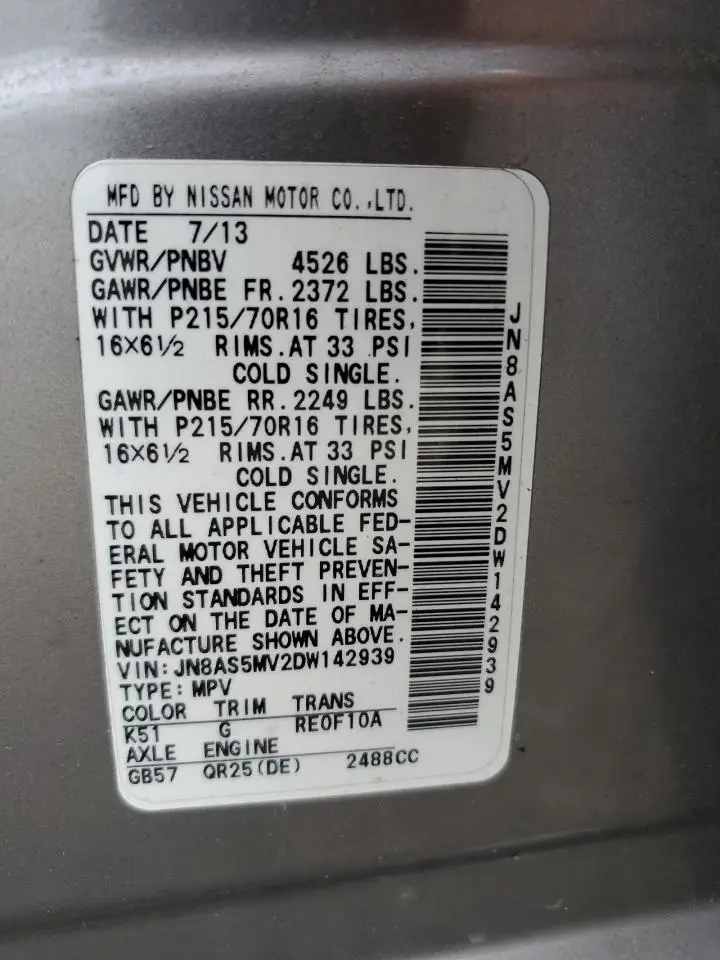 MFD BY NISSAN MOTOR CO.,LTD.
DATE 7/13
GVWR/PNBV 4526 LBS.
GAWR/PNBE FR.2372 LBS.
WITH P215/70R16 TIRES,
16×6½ RIMS.AT 33 PSI
COLD SINGLE.
GAWR/PNBE RR.2249 LBS.
WITH P215/70R16 TIRES,
16×6½ RIMS.AT 33 PSI
COLD SINGLE.
THIS VEHICLE CONFORMS
TO ALL APPLICABLE FED-
ERAL MOTOR VEHICLE SA-
FETY AND THEFT PREVEN-
TION STANDARDS IN EFF-
ECT ON THE DATE OF MA-
NUFACTURE SHOWN ABOVE.
VIN:JN8AS5MV2DW142939
TYPE:MPV
COLOR TRIM TRANS
K51 G RE0F10A
AXLE ENGINE
GB57 QR25(DE) 2488CC
JN8AS5MV2DW142939